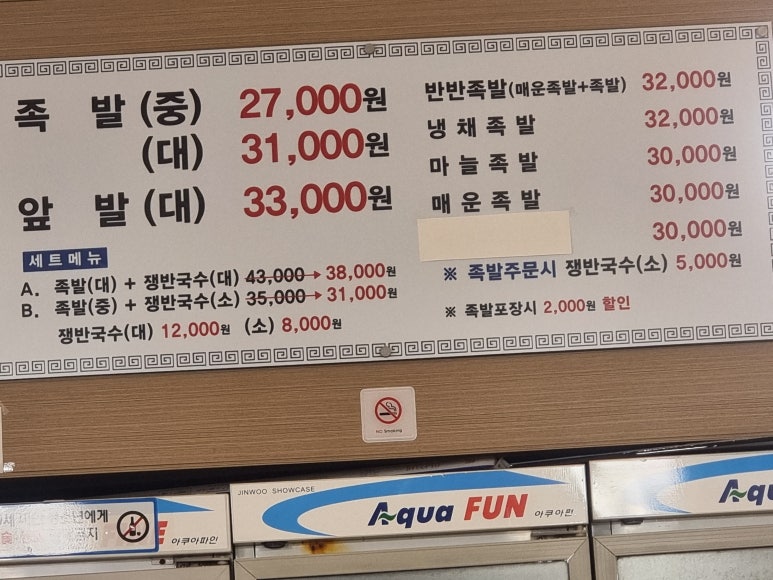 족 발 (중) 27,000원
(대) 31,000원
앞 발 (대) 33,000원
세트메뉴
A. 족발(대) + 쟁반국수(대) 43,000→38,000원
B. 족발(중) + 쟁반국수(소) 35,000→31,000원
쟁반국수(대) 12,000원 (소) 8,000원
반반족발(매운족발+족발) 32,000원
냉채족발 32,000원
마늘족발 30,000원
매운족발 30,000원
30,000원
※ 족발주문시 쟁반국수(소) 5,000원
※ 족발포장시 2,000원 할인
NO Smoking
JINWOO SHOWCASE
Aqua FUN 아쿠아펀
에게
지
E 아쿠아파인
Aqu